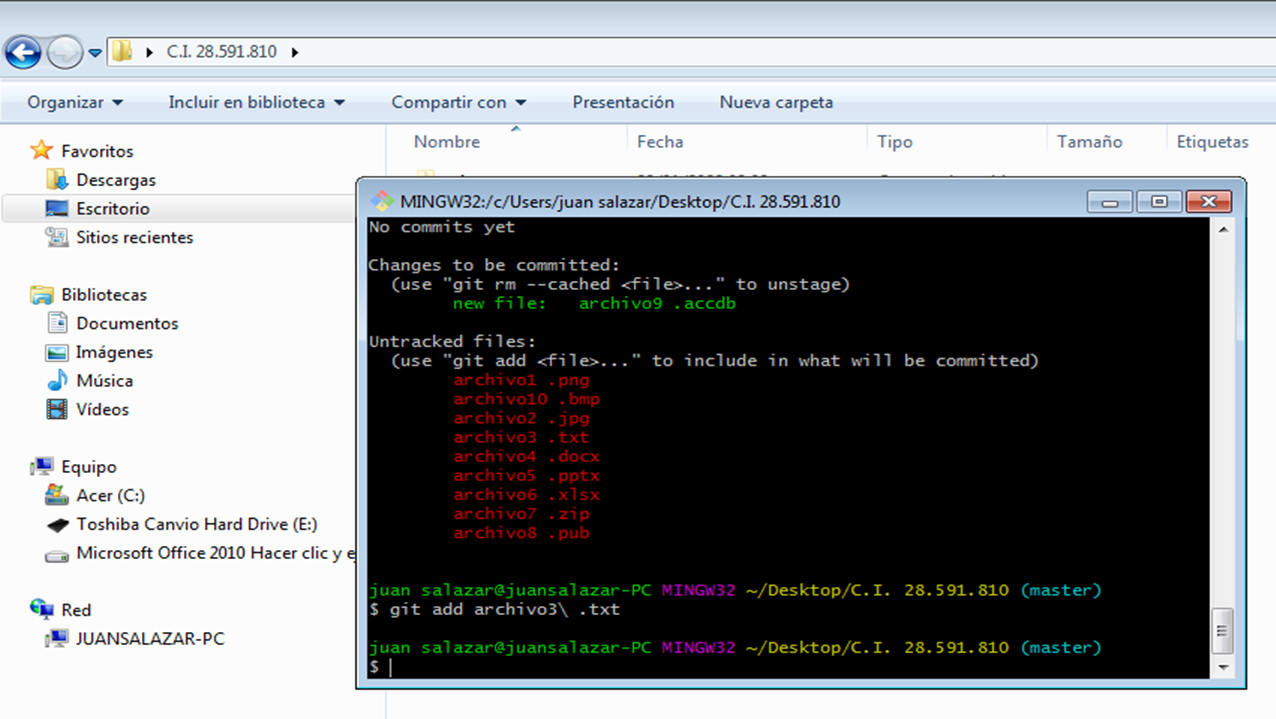 C.I. 28.591.810
Organizar
Incluir en biblioteca
Compartir con
Presentación
Nueva carpeta
Favoritos
Descargas
Escritorio
Sitios recientes
Bibliotecas
Documentos
Imágenes
Música
Vídeos
Equipo
Acer (C:)
Toshiba Canvio Hard Drive (E:)
Microsoft Office 2010 Hacer clic y
Red
JUANSALAZAR-PC
Nombre
Fecha
Tipo
Tamaño
Etiquetas
MINGW32:/c/Users/juan salazar/Desktop/C.I. 28.591.810
No commits yet
Changes to be committed:
(use "git rm --cached <file>..." to unstage)
new file:   archivo9 .accdb
Untracked files:
(use "git add <file>..." to include in what will be committed)
archivo1 .png
archivo10 .bmp
archivo2 .jpg
archivo3 .txt
archivo4 .docx
archivo5 .pptx
archivo6 .xlsx
archivo7 .zip
archivo8 .pub
juan salazar@juansalazar-PC MINGW32 ~/Desktop/C.I. 28.591.810 (master)
$ git add archivo3\ .txt
juan salazar@juansalazar-PC MINGW32 ~/Desktop/C.I. 28.591.810 (master)
$